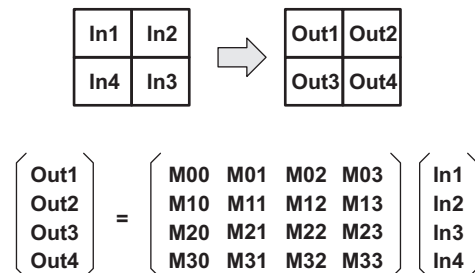 In1 In2 Out1 Out2
In4 In3 Out3 Out4
Out1 M00 M01 M02 M03 In1
Out2 M10 M11 M12 M13 In2
= 
Out3 M20 M21 M22 M23 In3
Out4 M30 M31 M32 M33 In4